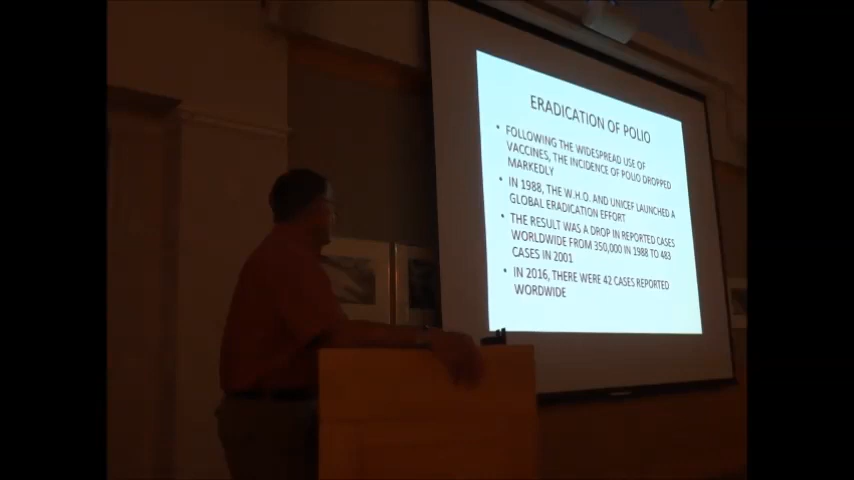 ERADICATION OF POLIO
• FOLLOWING THE WIDESPREAD USE OF
VACCINES, THE INCIDENCE OF POLIO DROPPED
MARKEDLY
• IN 1988, THE W.H.O. AND UNICEF LAUNCHED A
GLOBAL ERADICATION EFFORT
• THE RESULT WAS A DROP IN REPORTED CASES
WORLDWIDE FROM 350,000 IN 1988 TO 483
CASES IN 2001
• IN 2016, THERE WERE 42 CASES REPORTED
WORDWIDE